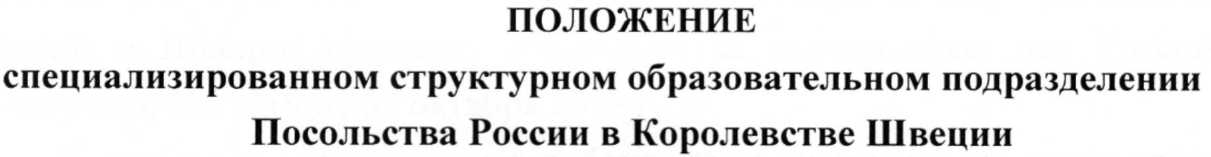 ПОЛОЖЕНИЕ
специализированном структурном образовательном подразделении
Посольства России в Королевстве Швеции